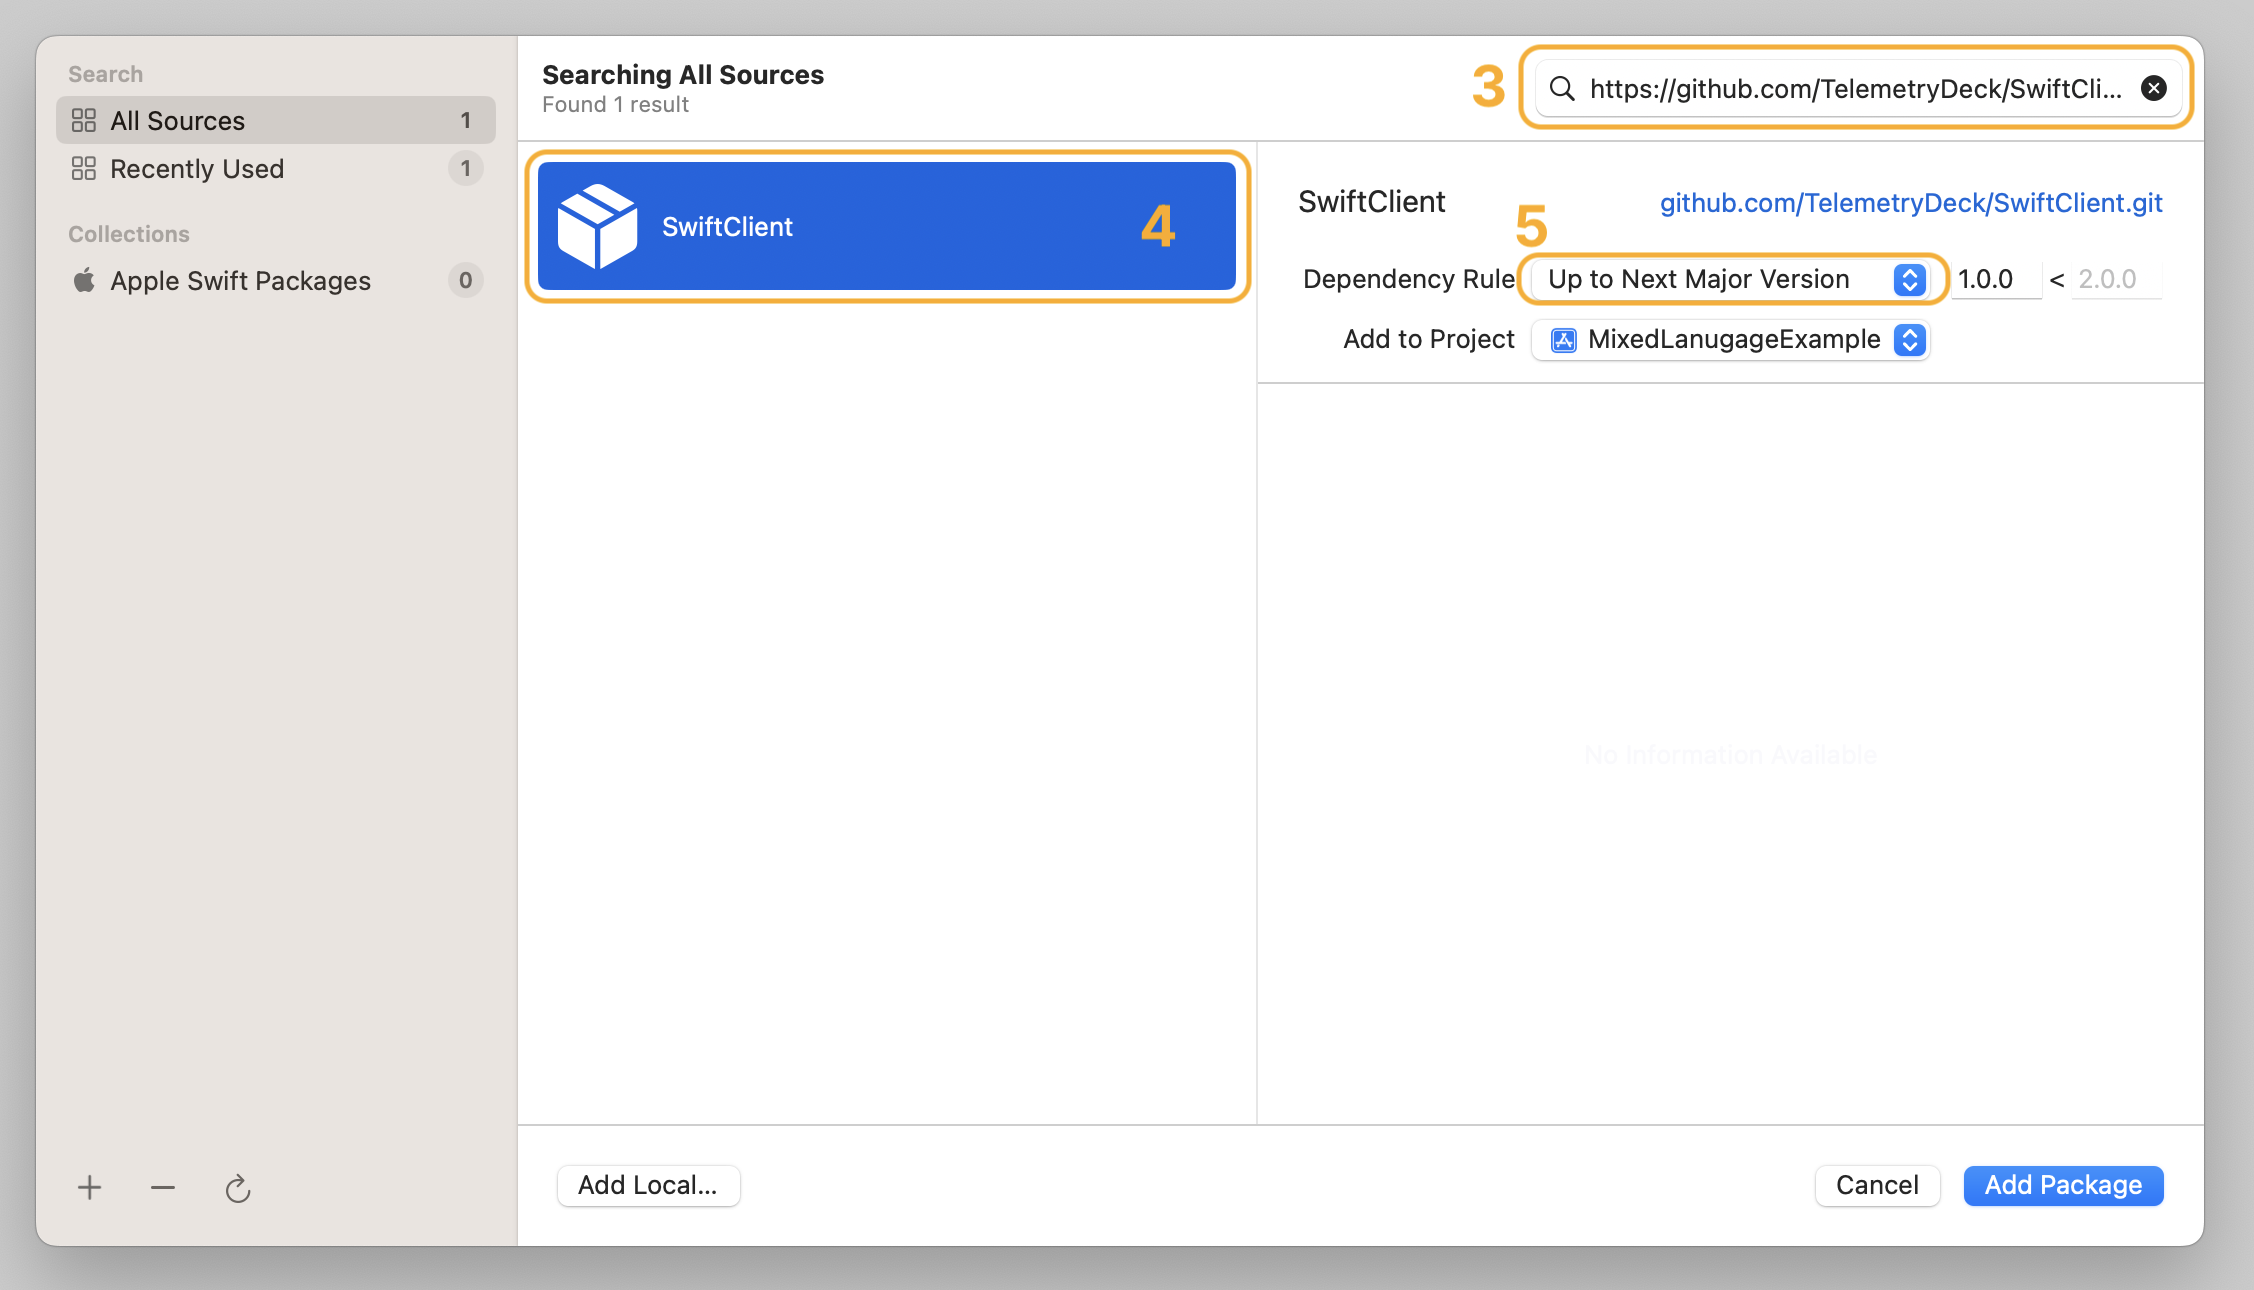 Search
All Sources 1
Recently Used 1
Collections
Apple Swift Packages 0
Searching All Sources
Found 1 result
3 https://github.com/TelemetryDeck/SwiftCli...
SwiftClient 4
SwiftClient github.com/TelemetryDeck/SwiftClient.git
5
Dependency Rule Up to Next Major Version 1.0.0 < 2.0.0
Add to Project MixedLanugageExample
No Information Available
Add Local... Cancel Add Package